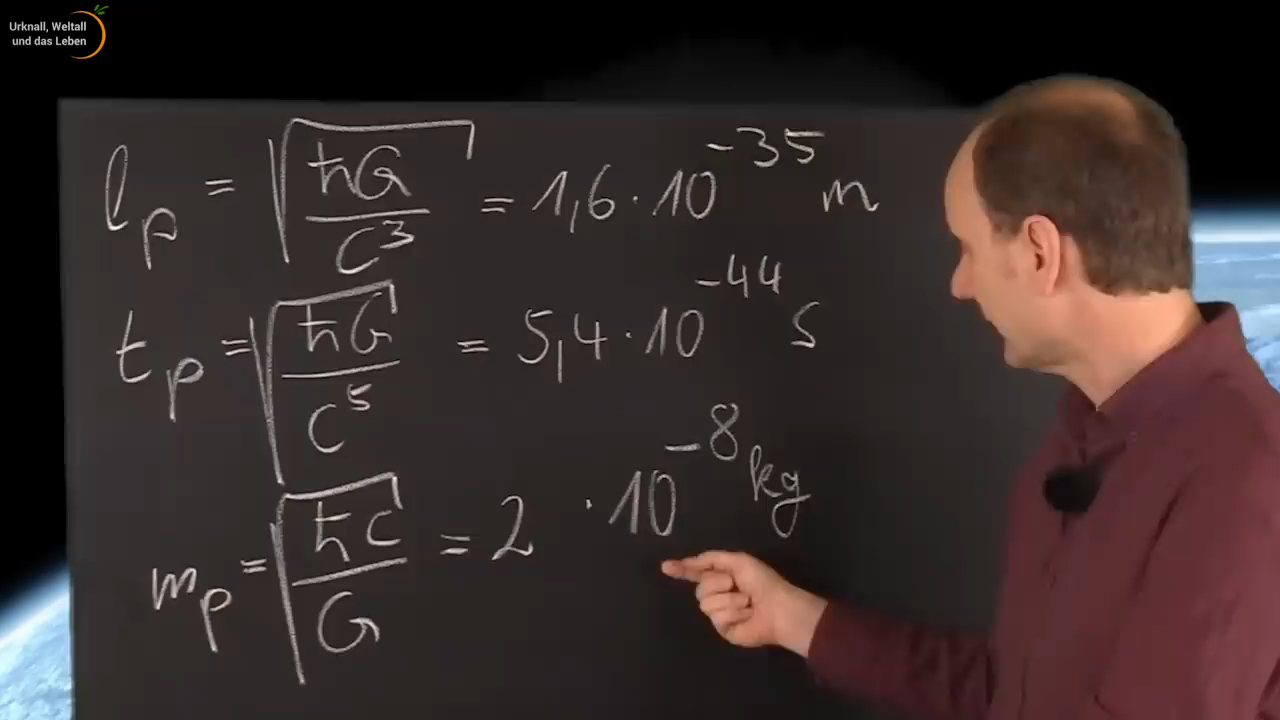 Urknall, Weltall
und das Leben
l_p = √(ħG/c³) = 1,6 · 10⁻³⁵ m
t_p = √(ħG/c⁵) = 5,4 · 10⁻⁴⁴ s
m_p = √(ħc/G) = 2 · 10⁻⁸ kg